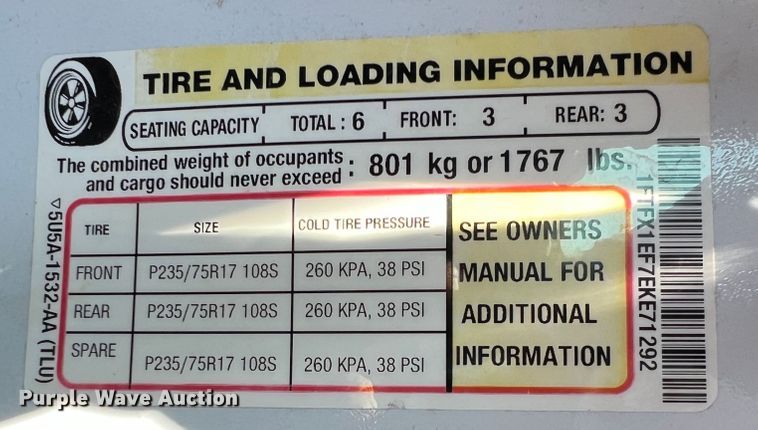 TIRE AND LOADING INFORMATION
SEATING CAPACITY TOTAL : 6 FRONT: 3 REAR: 3
The combined weight of occupants and cargo should never exceed : 801 kg or 1767 lbs.
TIRE SIZE COLD TIRE PRESSURE
FRONT P235/75R17 108S 260 KPA, 38 PSI
REAR P235/75R17 108S 260 KPA, 38 PSI
SPARE P235/75R17 108S 260 KPA, 38 PSI
SEE OWNERS
MANUAL FOR
ADDITIONAL
INFORMATION
▽5U5A-1532-AA (TLU)
1FTFX1EF7EKE71292
Purple Wave Auction